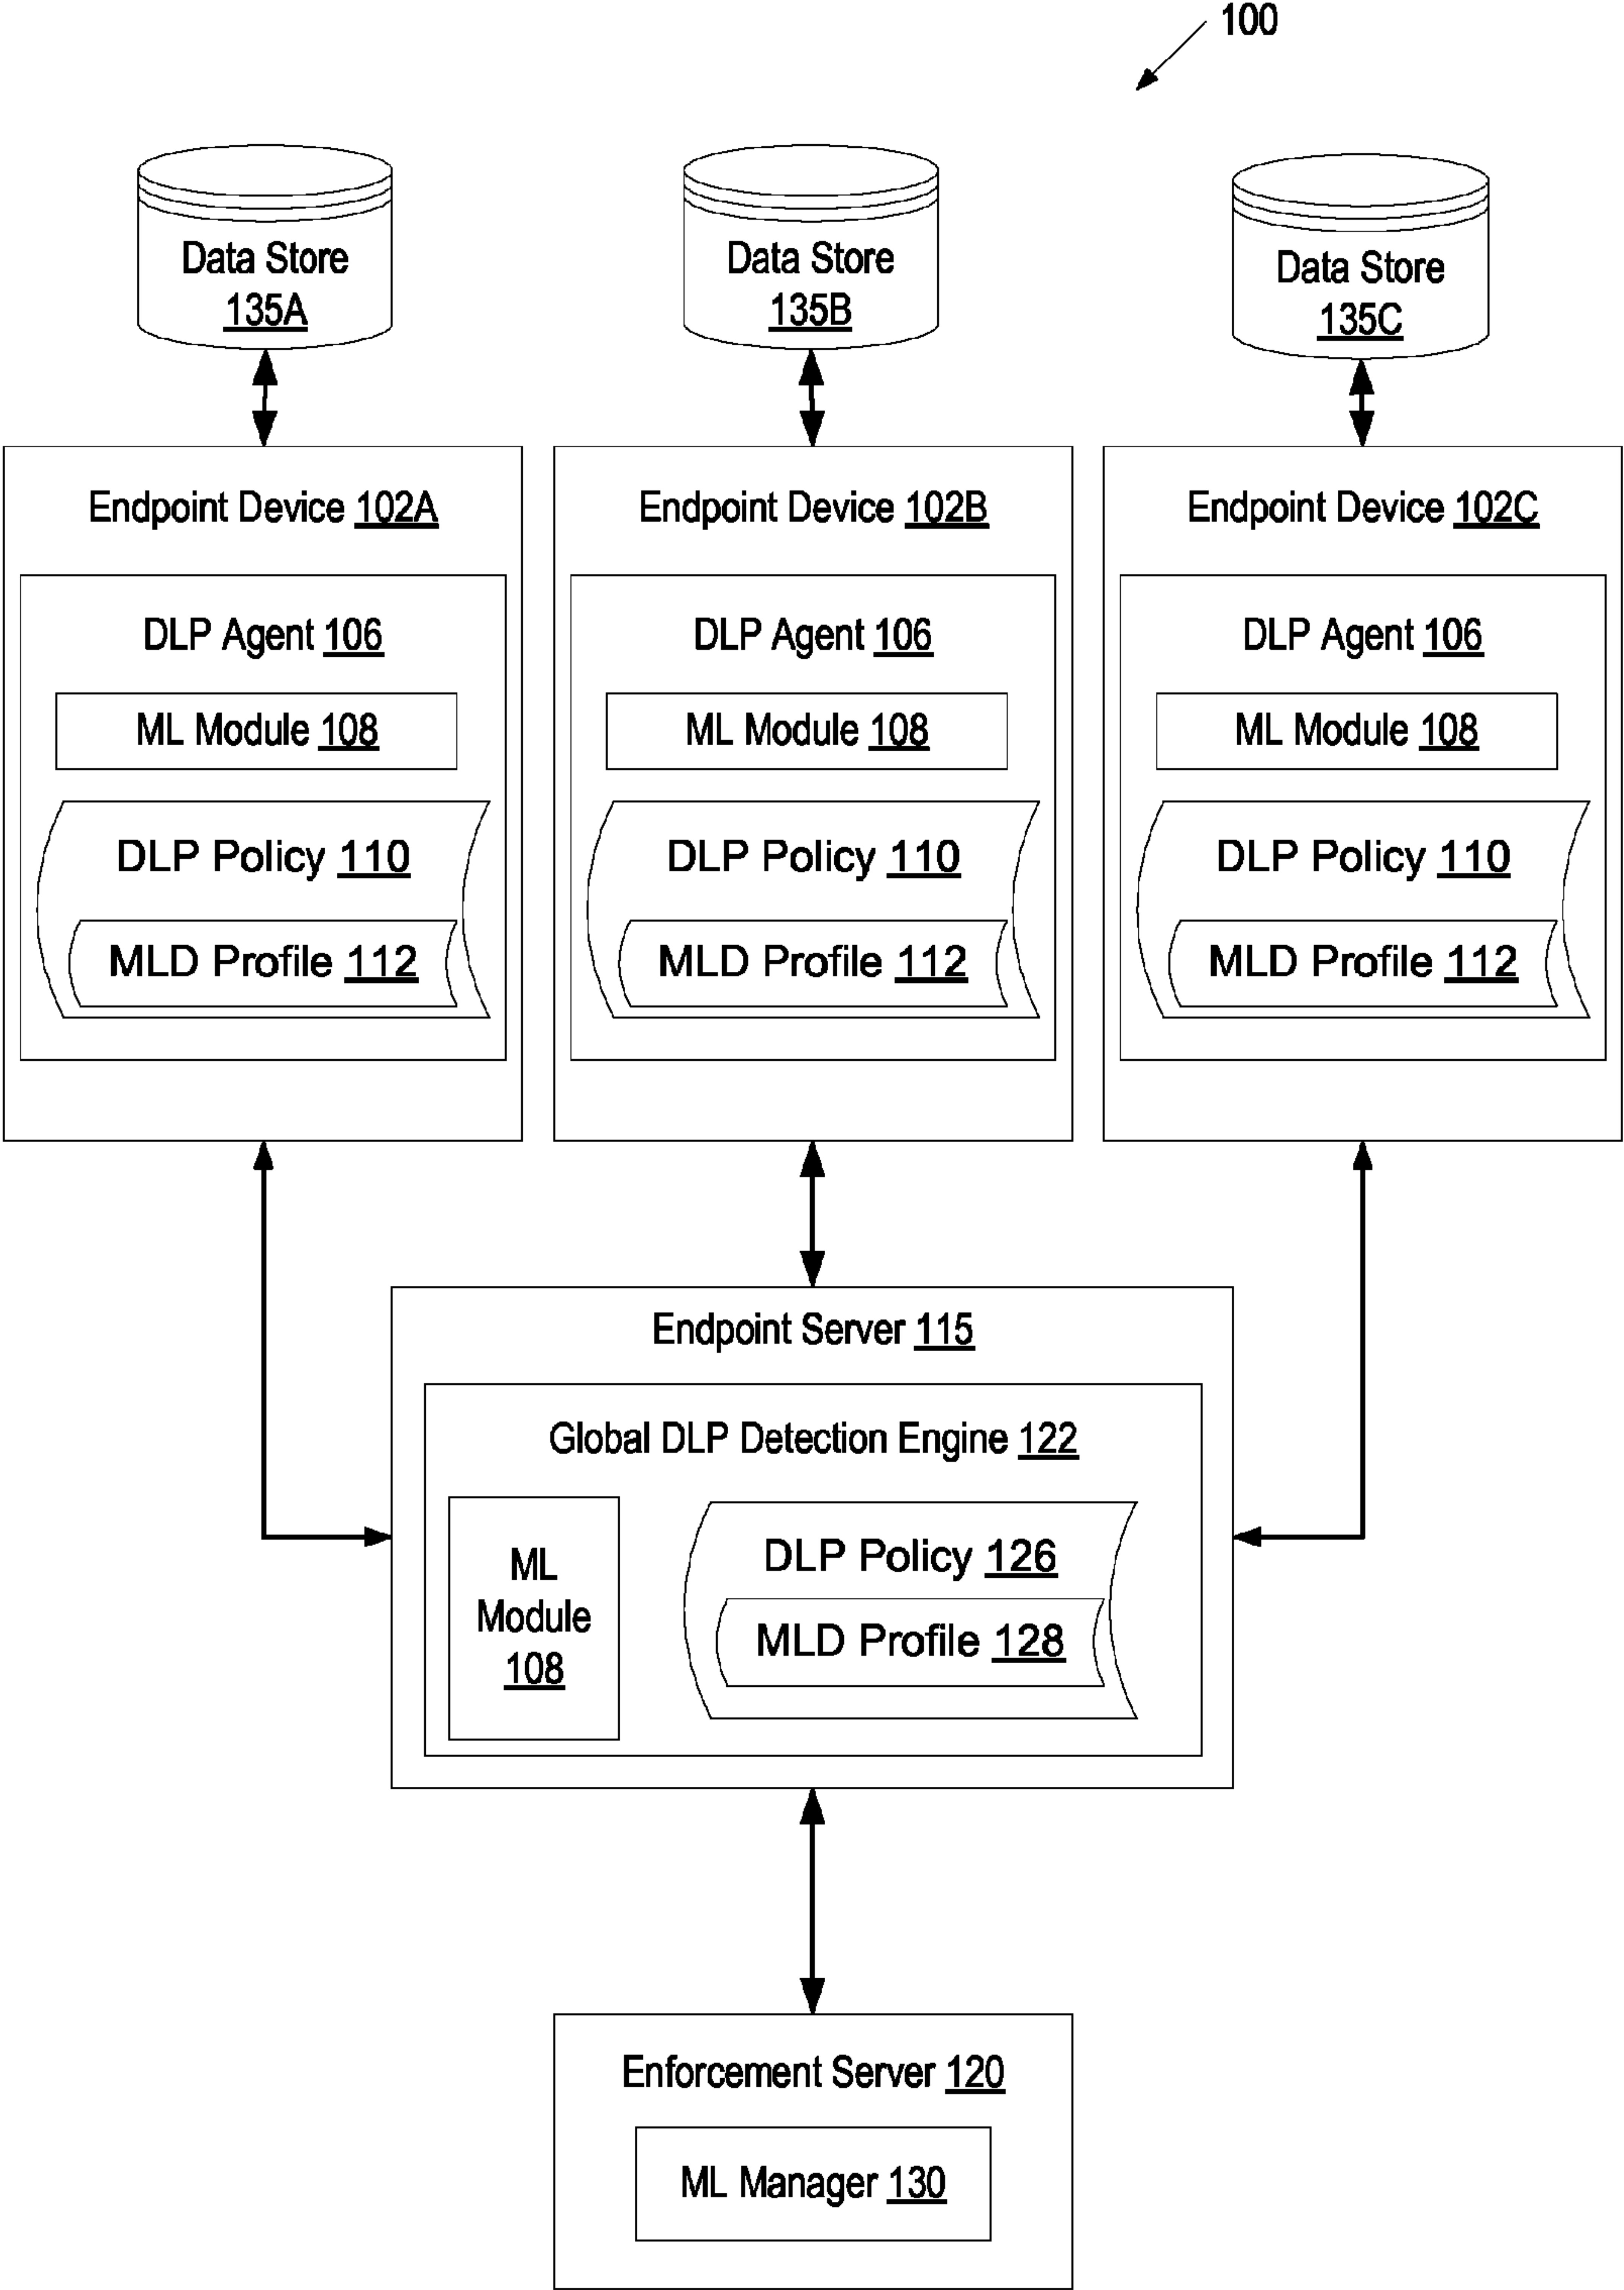 100
Data Store
135A
Data Store
135B
Data Store
135C
Endpoint Device 102A
DLP Agent 106
ML Module 108
DLP Policy 110
MLD Profile 112
Endpoint Device 102B
DLP Agent 106
ML Module 108
DLP Policy 110
MLD Profile 112
Endpoint Device 102C
DLP Agent 106
ML Module 108
DLP Policy 110
MLD Profile 112
Endpoint Server 115
Global DLP Detection Engine 122
ML
Module
108
DLP Policy 126
MLD Profile 128
Enforcement Server 120
ML Manager 130